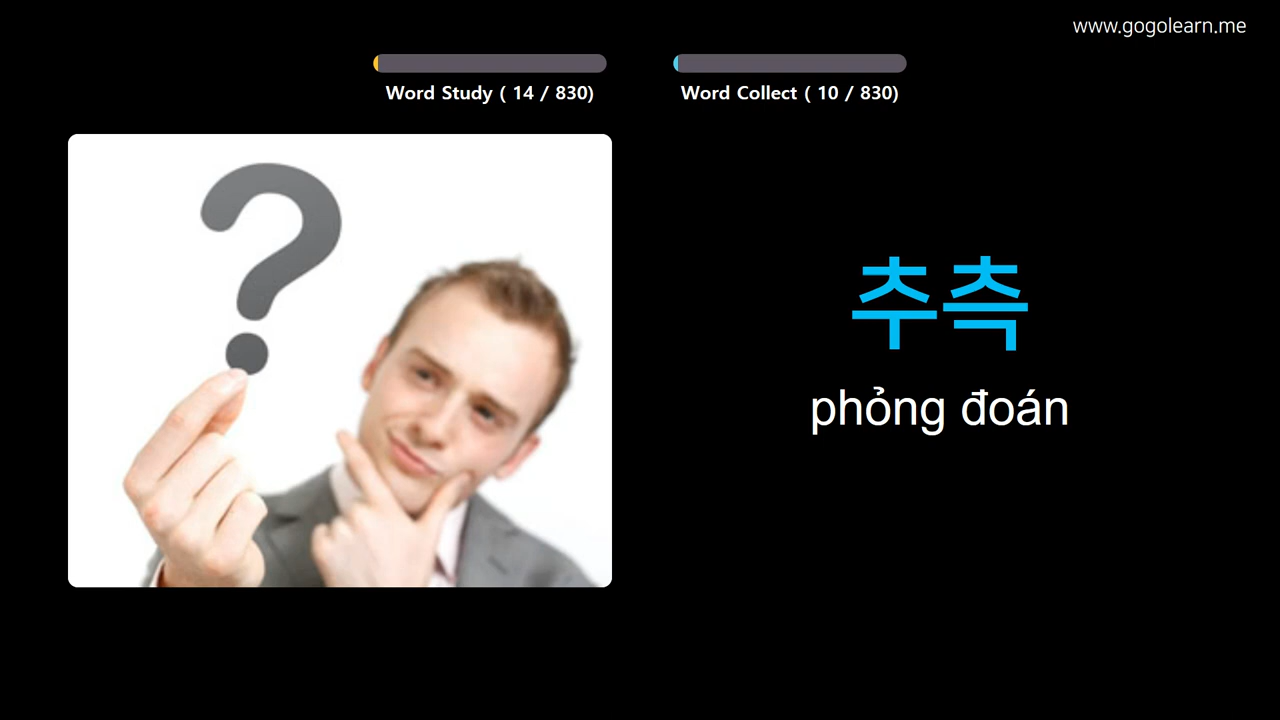 www.gogolearn.me
Word Study ( 14 / 830)
Word Collect ( 10 / 830)
?
추측
phỏng đoán